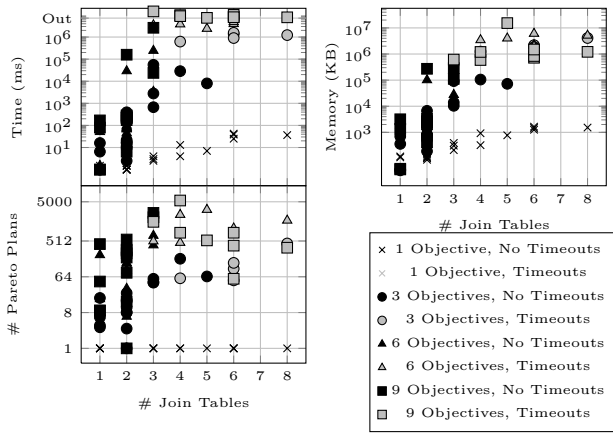 Out
10^6
10^5
10^4
10^3
10^2
10^1
Time (ms)
10^7
10^6
10^5
10^4
10^3
Memory (KB)
1 2 3 4 5 6 7 8
# Join Tables
5000
512
64
8
1
# Pareto Plans
1 2 3 4 5 6 7 8
# Join Tables
1 Objective, No Timeouts
1 Objective, Timeouts
3 Objectives, No Timeouts
3 Objectives, Timeouts
6 Objectives, No Timeouts
6 Objectives, Timeouts
9 Objectives, No Timeouts
9 Objectives, Timeouts